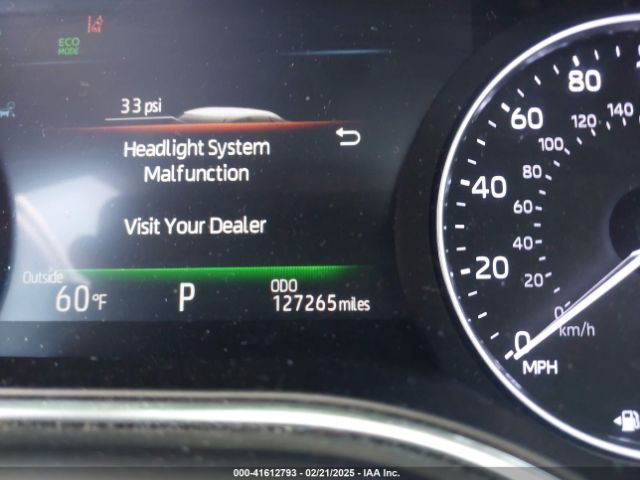 ECO
MODE
33 psi
Headlight System
Malfunction
Visit Your Dealer
Outside
60°F
P
ODO
127265 miles
80
60
40
20
0
MPH
140
120
100
80
60
40
20
0
km/h
000-41612793 - 02/21/2025 - IAA Inc.